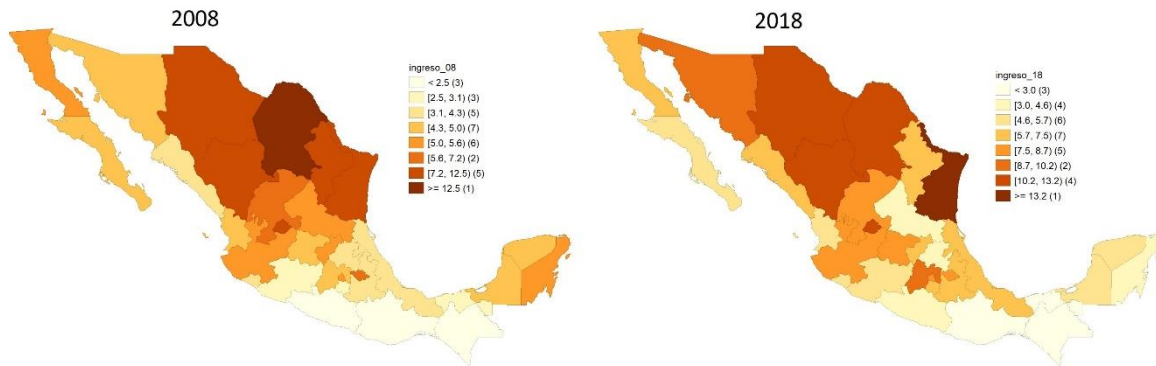 2008
ingreso_08
< 2.5 (3)
[2.5, 3.1) (3)
[3.1, 4.3) (5)
[4.3, 5.0) (7)
[5.0, 5.6) (6)
[5.6, 7.2) (2)
[7.2, 12.5) (5)
>= 12.5 (1)
2018
ingreso_18
< 3.0 (3)
[3.0, 4.6) (4)
[4.6, 5.7) (6)
[5.7, 7.5) (7)
[7.5, 8.7) (5)
[8.7, 10.2) (2)
[10.2, 13.2) (4)
>= 13.2 (1)